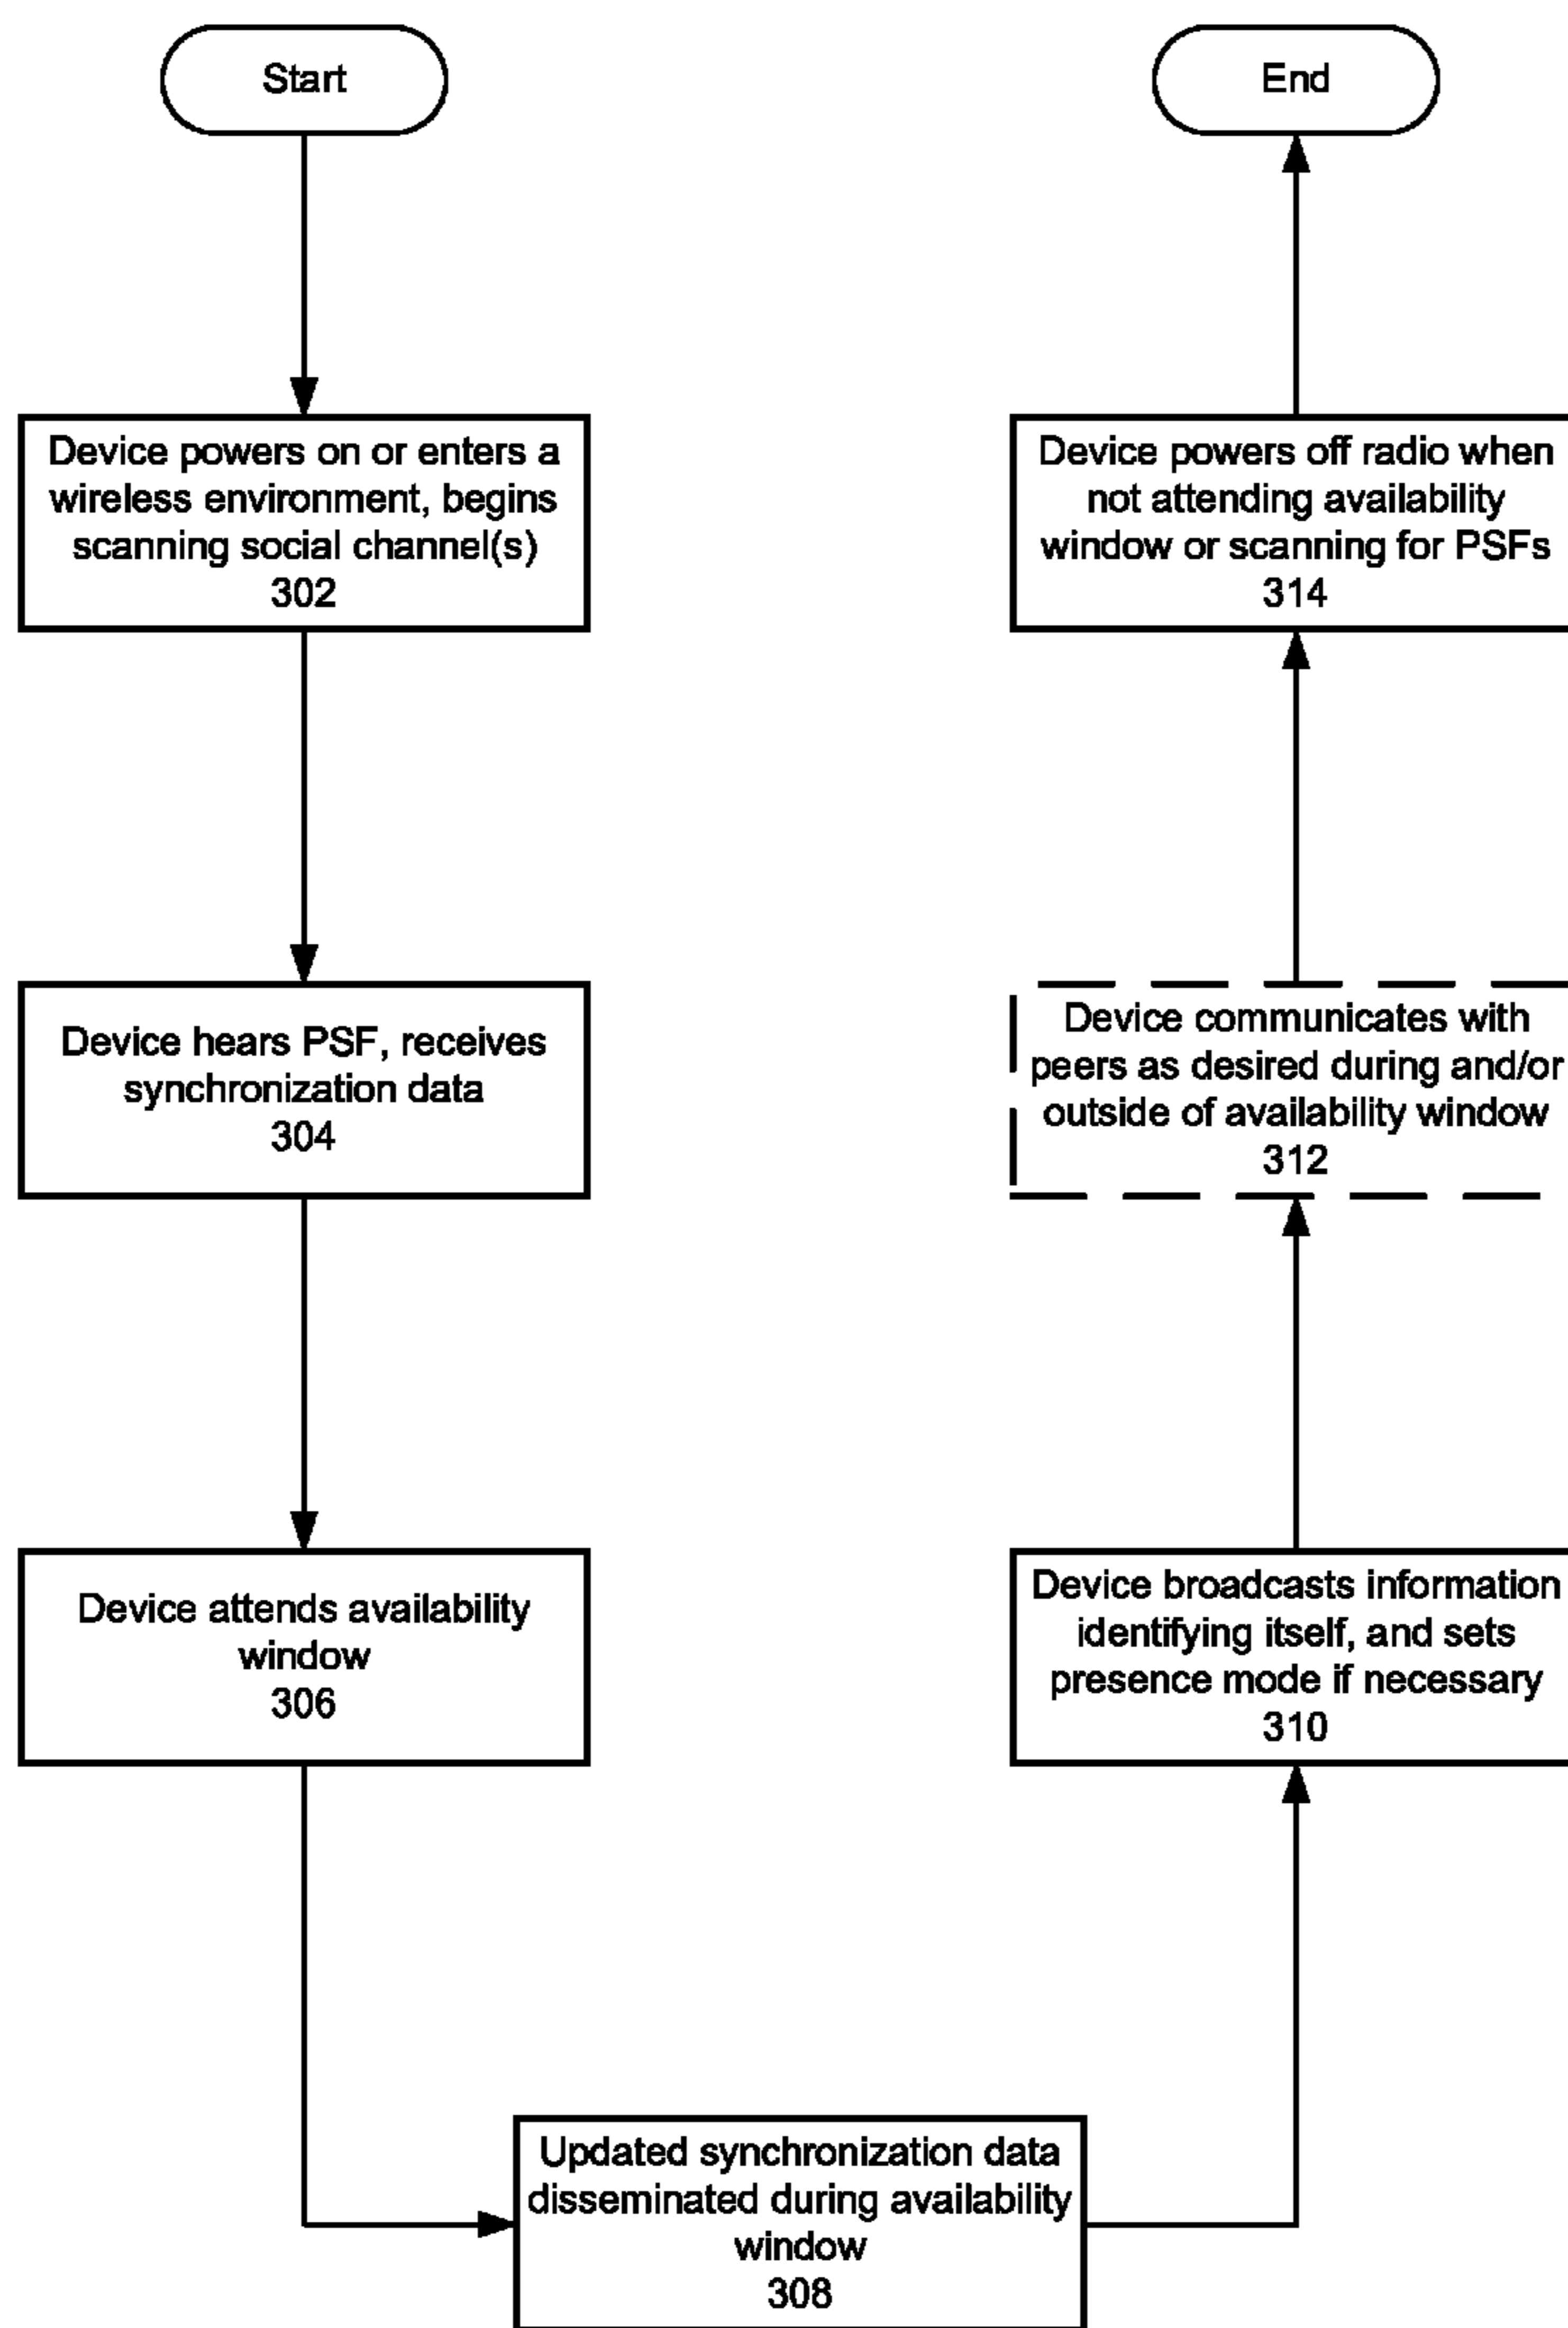 Start
Device powers on or enters a
wireless environment, begins
scanning social channel(s)
302
Device hears PSF, receives
synchronization data
304
Device attends availability
window
306
Updated synchronization data
disseminated during availability
window
308
Device broadcasts information
identifying itself, and sets
presence mode if necessary
310
Device communicates with
peers as desired during and/or
outside of availability window
312
Device powers off radio when
not attending availability
window or scanning for PSFs
314
End